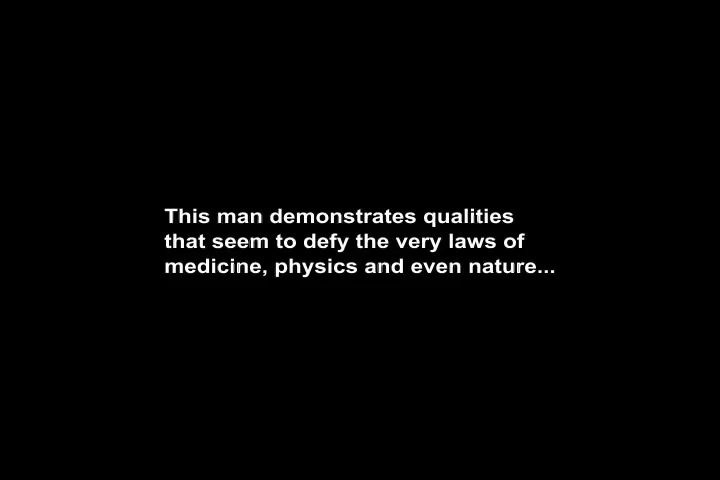 This man demonstrates qualities
that seem to defy the very laws of
medicine, physics and even nature...